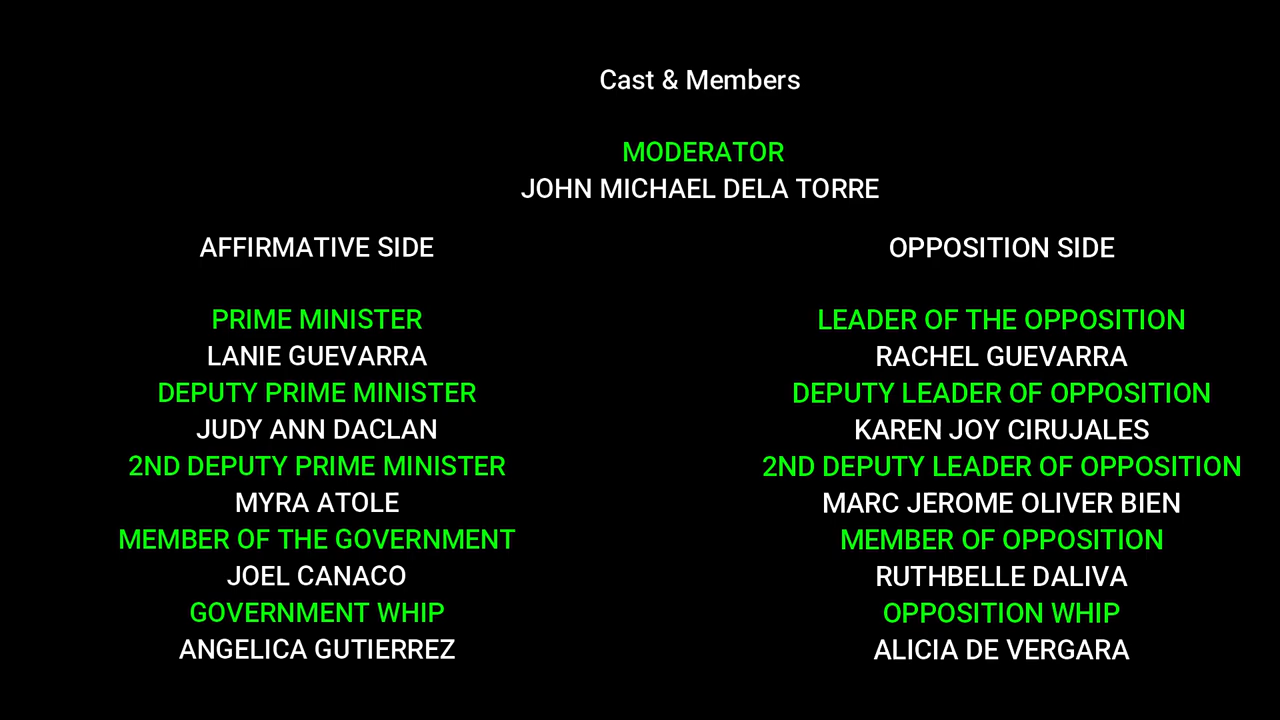 Cast & Members
MODERATOR
JOHN MICHAEL DELA TORRE
AFFIRMATIVE SIDE
PRIME MINISTER
LANIE GUEVARRA
DEPUTY PRIME MINISTER
JUDY ANN DACLAN
2ND DEPUTY PRIME MINISTER
MYRA ATOLE
MEMBER OF THE GOVERNMENT
JOEL CANACO
GOVERNMENT WHIP
ANGELICA GUTIERREZ
OPPOSITION SIDE
LEADER OF THE OPPOSITION
RACHEL GUEVARRA
DEPUTY LEADER OF OPPOSITION
KAREN JOY CIRUJALES
2ND DEPUTY LEADER OF OPPOSITION
MARC JEROME OLIVER BIEN
MEMBER OF OPPOSITION
RUTHBELLE DALIVA
OPPOSITION WHIP
ALICIA DE VERGARA